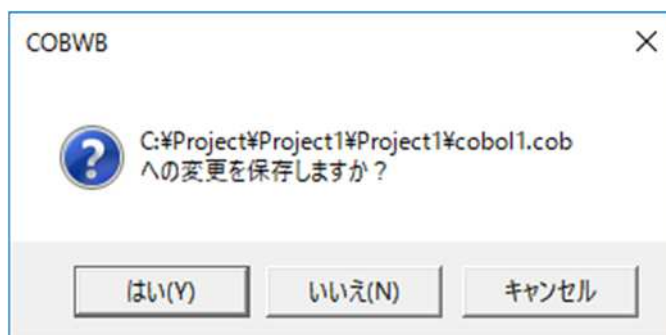 COBWB
C:¥Project¥Project1¥Project1¥cobol1.cob
への変更を保存しますか？
はい(Y)
いいえ(N)
キャンセル